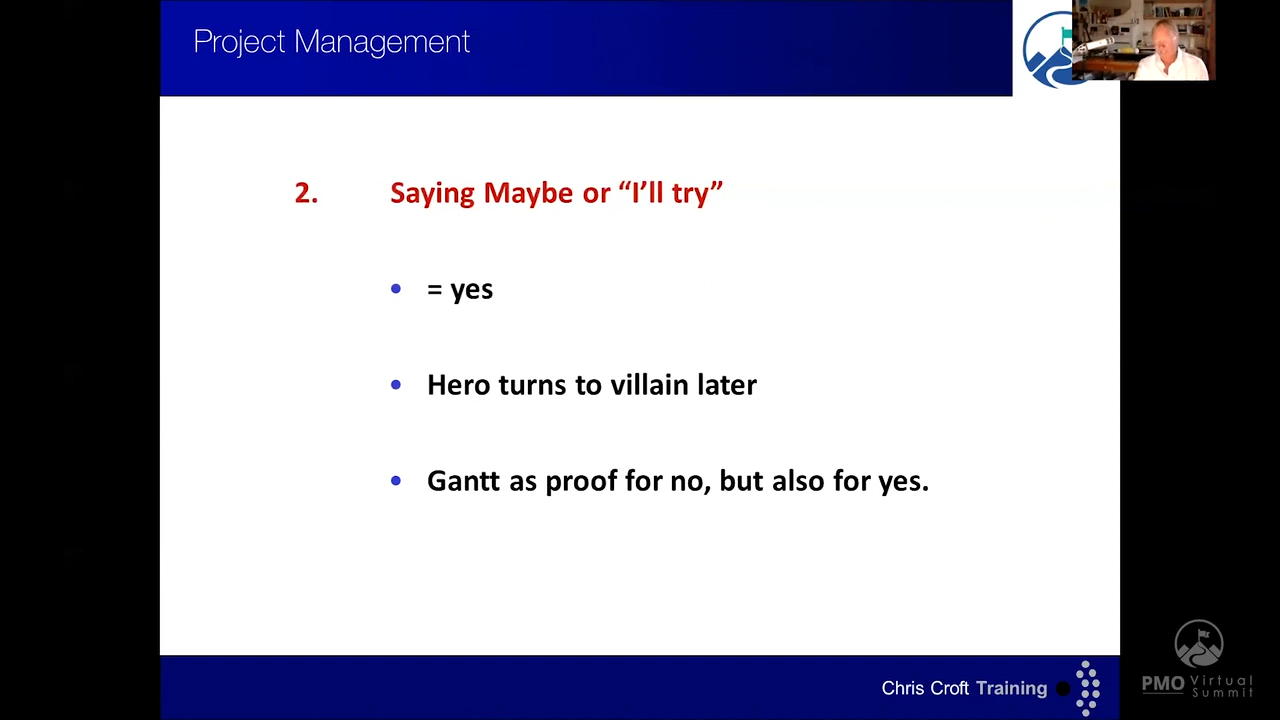 Project Management
2. Saying Maybe or “I’ll try”
• = yes
• Hero turns to villain later
• Gantt as proof for no, but also for yes.
Chris Croft Training
PMO Virtual
Summit